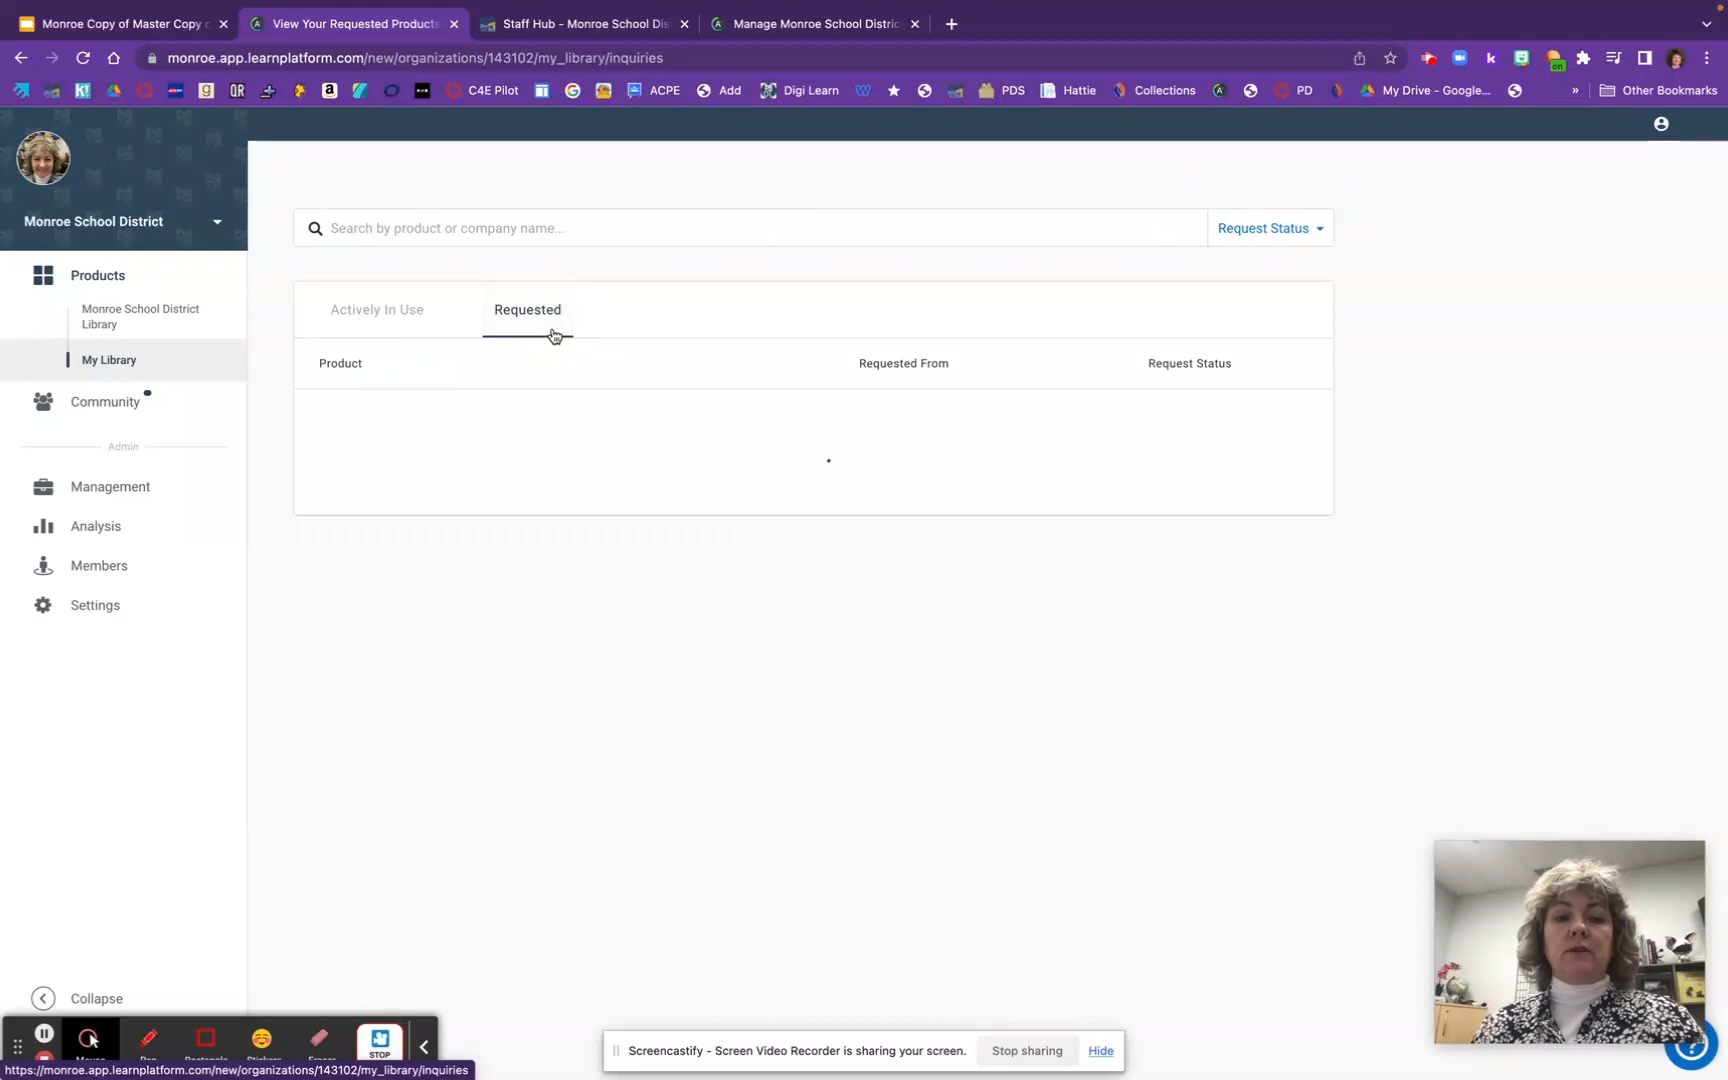 Monroe Copy of Master Copy
View Your Requested Products
Staff Hub - Monroe School Dis
Manage Monroe School District
monroe.app.learnplatform.com/new/organizations/143102/my_library/inquiries
on
K!
g
QR
a
C4E Pilot
G
ACPE
Add
Digi Learn
PDS
Hattie
Collections
PD
My Drive - Google...
»
Other Bookmarks
Monroe School District
Search by product or company name...
Request Status
Products
Monroe School District
Library
My Library
Actively In Use
Requested
Product
Requested From
Request Status
Community
Admin
Management
Analysis
Members
Settings
Collapse
STOP
Screencastify - Screen Video Recorder is sharing your screen.
Stop sharing
Hide
https://monroe.app.learnplatform.com/new/organizations/143102/my_library/inquiries